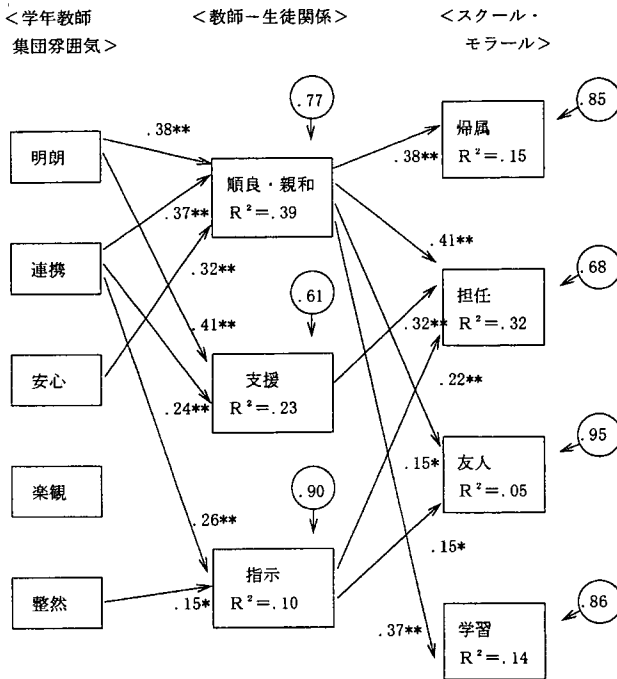 <学年教師
集団雰囲気>
<教師－生徒関係>
<スクール・
モラール>
.77
.85
.38**
帰属
R²=.15
明朗
順良・親和
R²=.39
.38**
.37**
.41**
連携
.32**
.61
.68
担任
R²=.32
.41**
.32**
安心
支援
R²=.23
.22**
.24**
.95
友人
R²=.05
.15*
楽観
.90
.26**
.15*
指示
R²=.10
整然
.15*
.86
.37**
学習
R²=.14